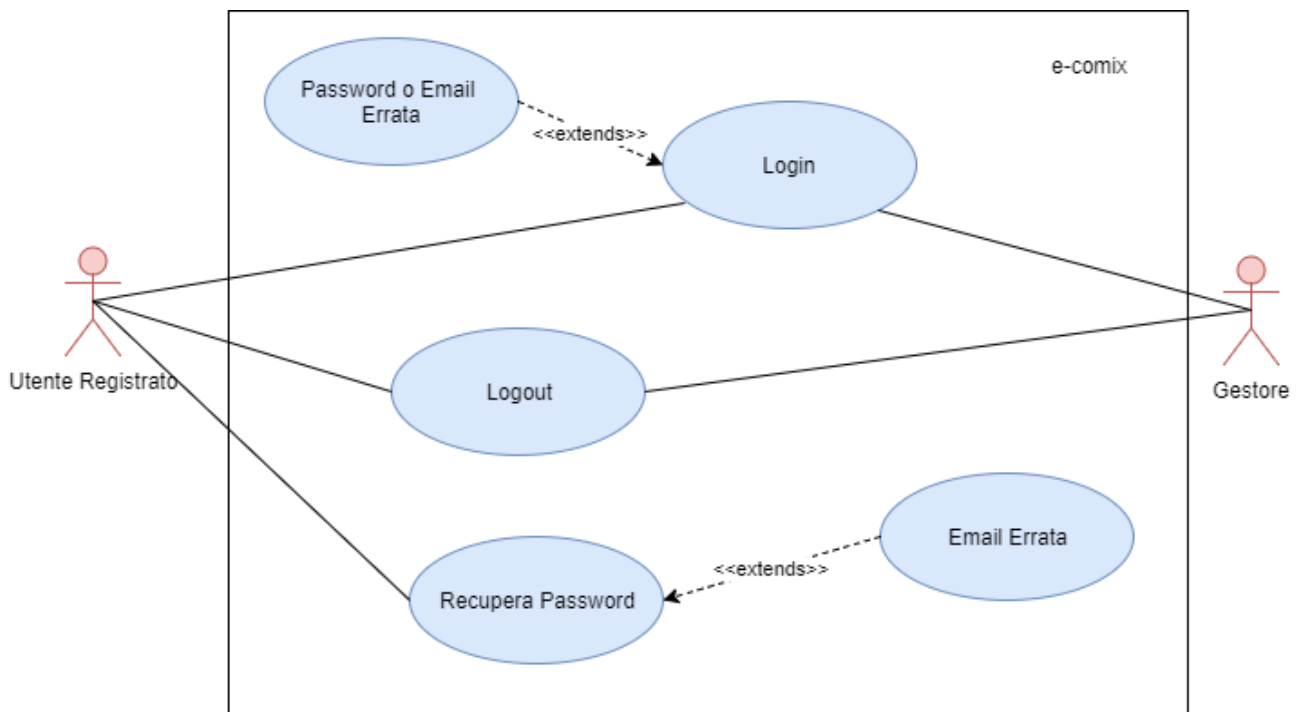 e-comix
Password o Email
Errata
<<extends>>
Login
Utente Registrato
Logout
Gestore
Email Errata
<<extends>>
Recupera Password